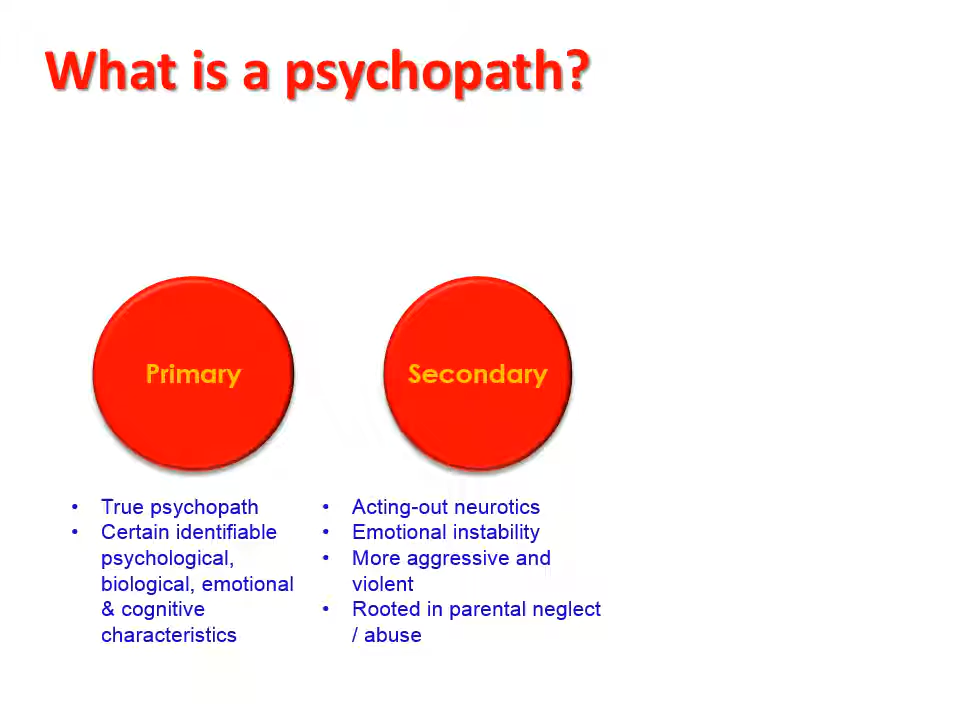 What is a psychopath?
Primary
Secondary
• True psychopath
• Certain identifiable
psychological,
biological, emotional
& cognitive
characteristics
• Acting-out neurotics
• Emotional instability
• More aggressive and
violent
• Rooted in parental neglect
/ abuse